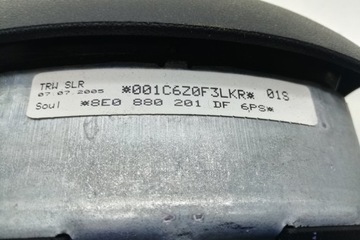 TRW SLR *001C6Z0F3LKR* 01S
07.07.2005
Soul *8E0 880 201 DF 6PS*